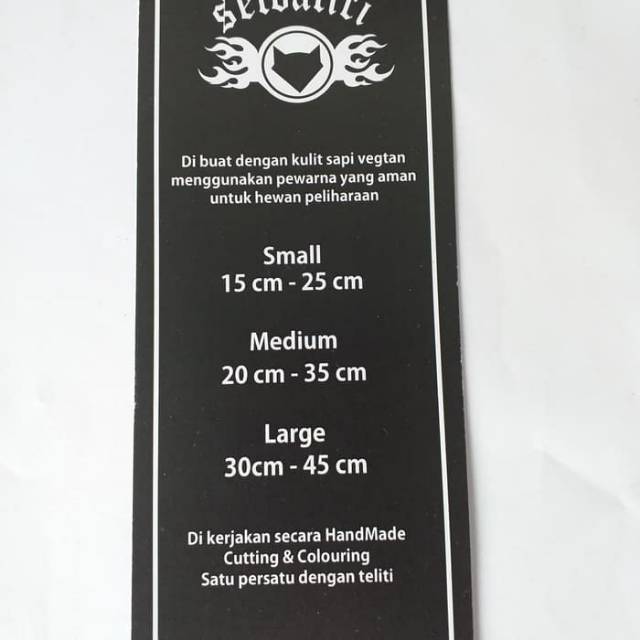 Di buat dengan kulit sapi vegtan
menggunakan pewarna yang aman
untuk hewan peliharaan
Small
15 cm - 25 cm
Medium
20 cm - 35 cm
Large
30cm - 45 cm
Di kerjakan secara HandMade
Cutting & Colouring
Satu persatu dengan teliti